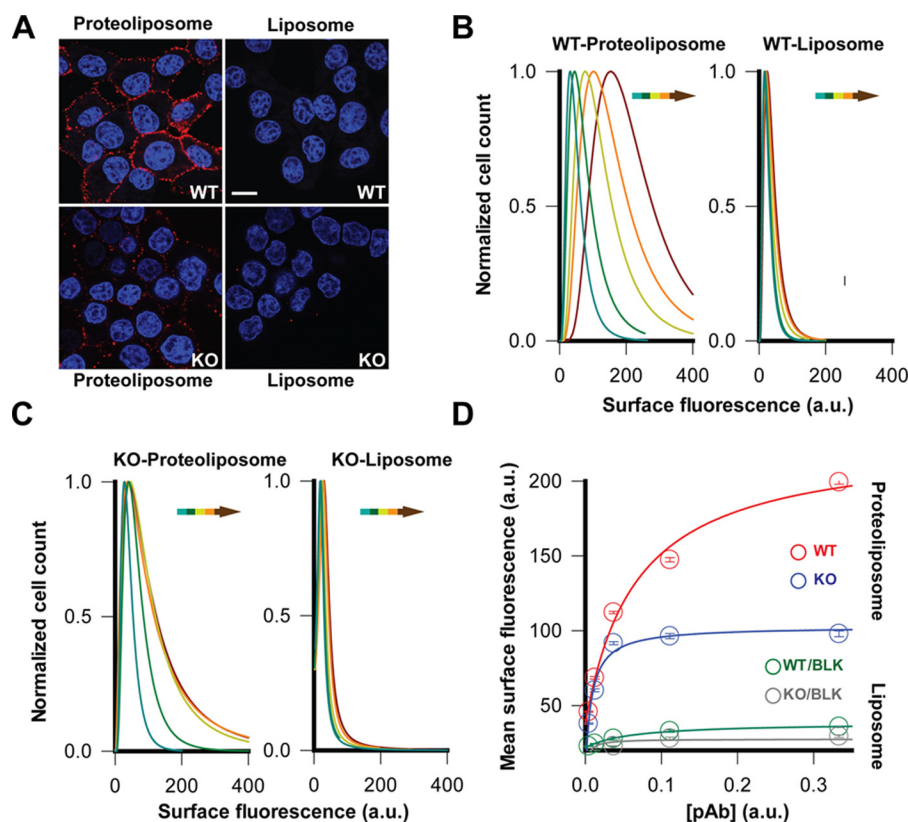 A
Proteoliposome
Liposome
WT
WT
KO
KO
Proteoliposome
Liposome
B
WT-Proteoliposome
WT-Liposome
Normalized cell count
1.0
0.5
0.0
0
200
400
1.0
0.5
0.0
0
200
400
Surface fluorescence (a.u.)
C
KO-Proteoliposome
KO-Liposome
Normalized cell count
1.0
0.5
0.0
0
200
400
1.0
0.5
0.0
0
200
400
Surface fluorescence (a.u.)
D
Mean surface fluorescence (a.u.)
200
150
100
50
0.0
0.1
0.2
0.3
[pAb] (a.u.)
WT
KO
WT/BLK
KO/BLK
Proteoliposome
Liposome